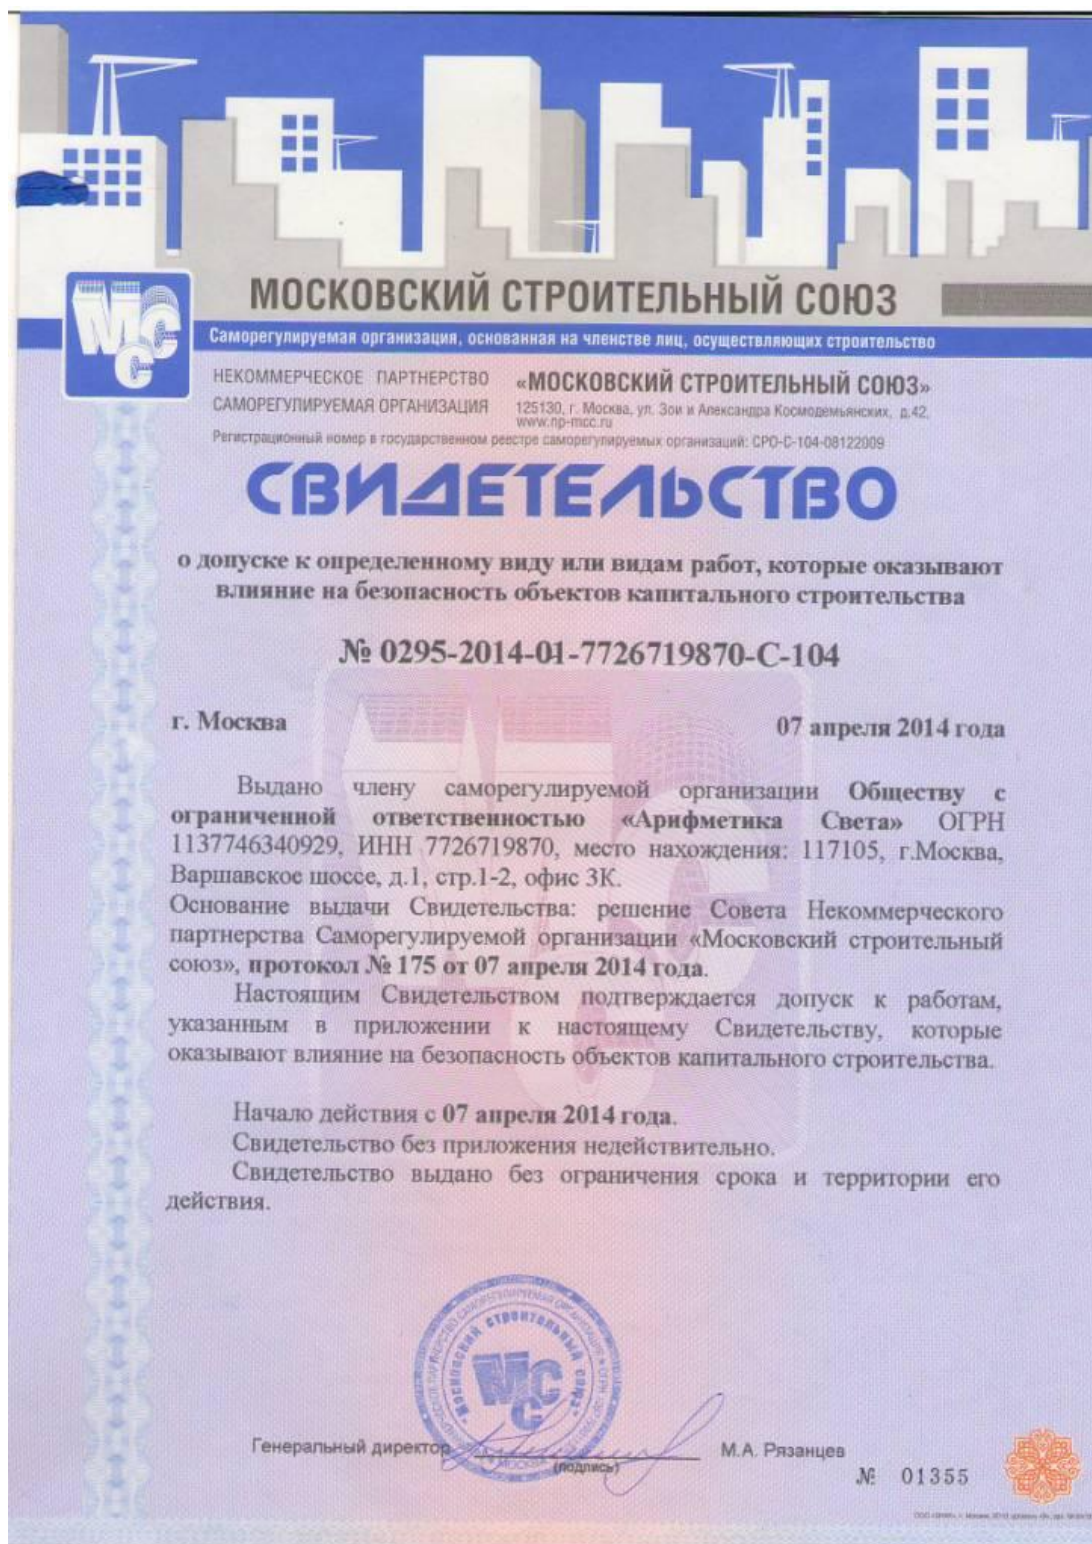 МОСКОВСКИЙ СТРОИТЕЛЬНЫЙ СОЮЗ
МССС
Саморегулируемая организация, основанная на членстве лиц, осуществляющих строительство
НЕКОММЕРЧЕСКОЕ ПАРТНЕРСТВО «МОСКОВСКИЙ СТРОИТЕЛЬНЫЙ СОЮЗ»
САМОРЕГУЛИРУЕМАЯ ОРГАНИЗАЦИЯ 125130, г. Москва, ул. Зои и Александра Космодемьянских, д.42,
www.np-mcc.ru
Регистрационный номер в государственном реестре саморегулируемых организаций: СРО-С-104-08122009
СВИДЕТЕЛЬСТВО
о допуске к определенному виду или видам работ, которые оказывают
влияние на безопасность объектов капитального строительства
№ 0295-2014-01-7726719870-С-104
г. Москва 07 апреля 2014 года
Выдано члену саморегулируемой организации Обществу с
ограниченной ответственностью «Арифметика Света» ОГРН
1137746340929, ИНН 7726719870, место нахождения: 117105, г.Москва,
Варшавское шоссе, д.1, стр.1-2, офис 3К.
Основание выдачи Свидетельства: решение Совета Некоммерческого
партнерства Саморегулируемой организации «Московский строительный
союз», протокол № 175 от 07 апреля 2014 года.
Настоящим Свидетельством подтверждается допуск к работам,
указанным в приложении к настоящему Свидетельству, которые
оказывают влияние на безопасность объектов капитального строительства.
Начало действия с 07 апреля 2014 года.
Свидетельство без приложения недействительно.
Свидетельство выдано без ограничения срока и территории его
действия.
"Московский строительный союз"
МСС
МОСКВА
Генеральный директор М.А. Рязанцев
(подпись)
№ 01355